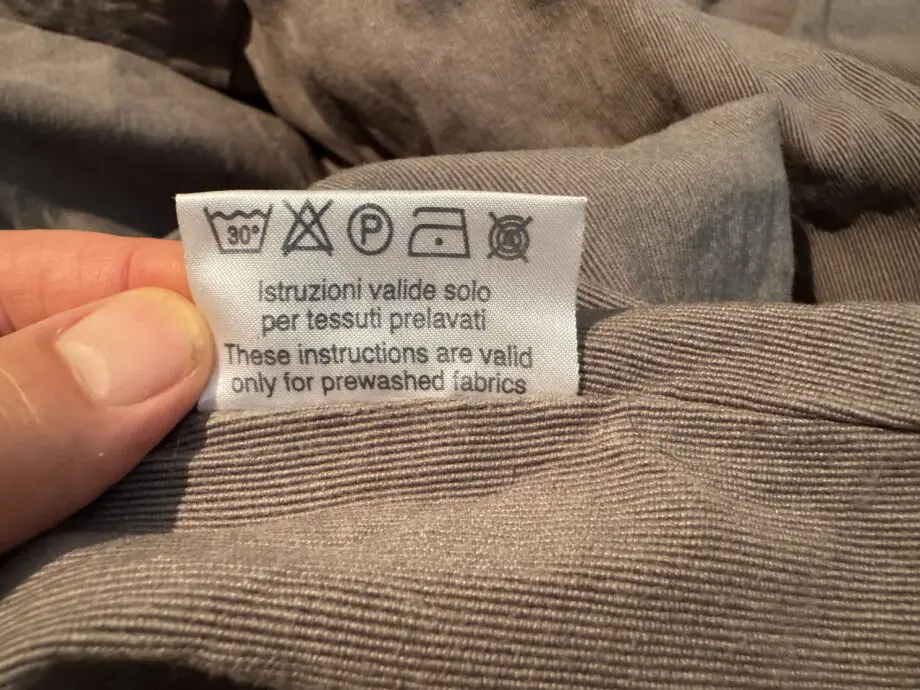 30°
P
Istruzioni valide solo
per tessuti prelavati
These instructions are valid
only for prewashed fabrics